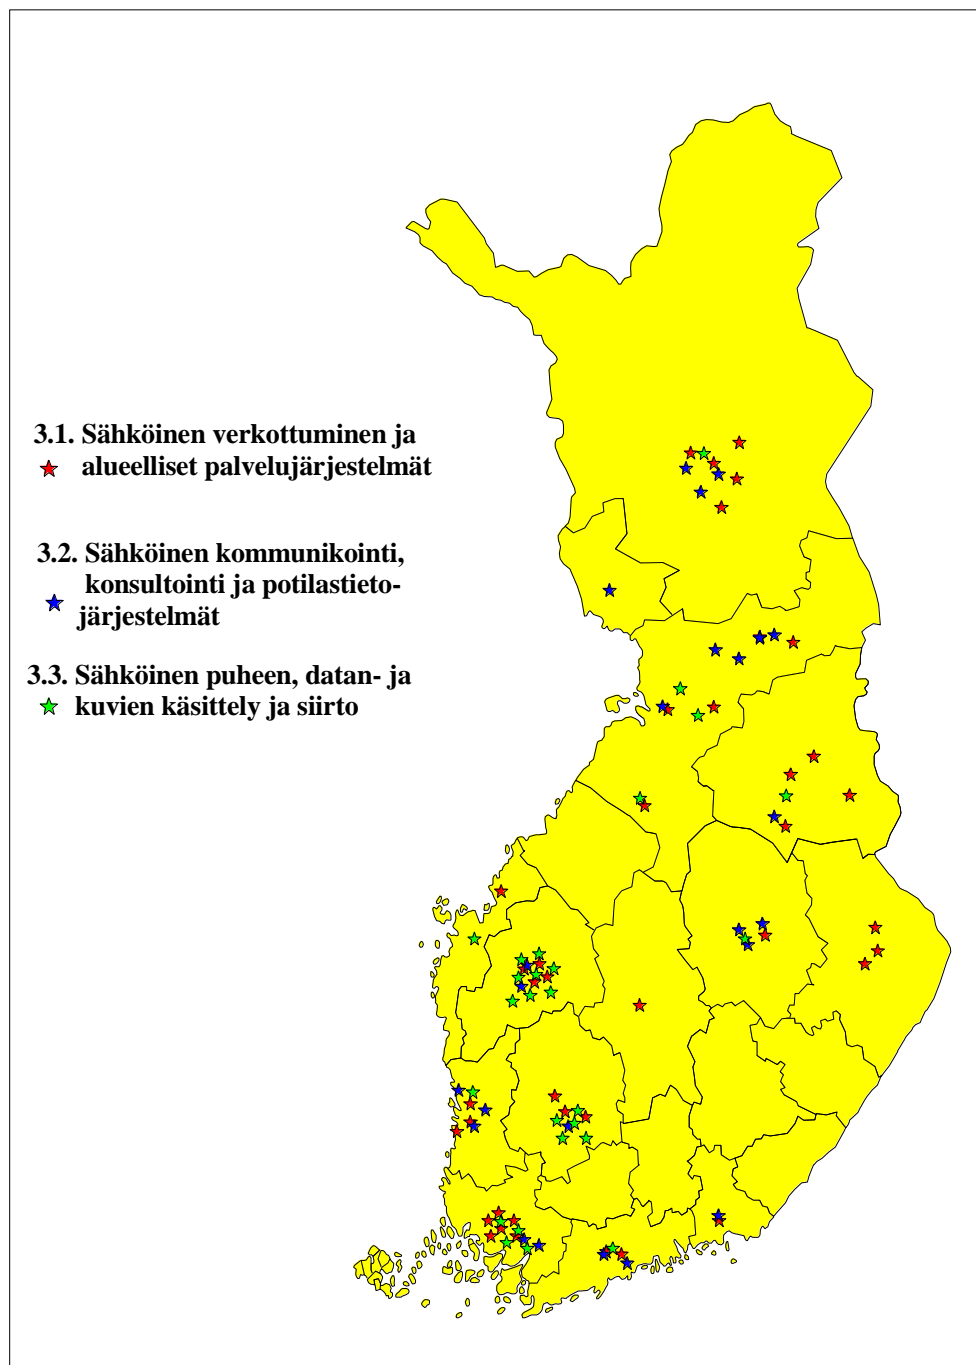 3.1. Sähköinen verkottuminen ja
alueelliset palvelujärjestelmät
3.2. Sähköinen kommunikointi,
konsultointi ja potilastieto-
järjestelmät
3.3. Sähköinen puheen, datan- ja
kuvien käsittely ja siirto